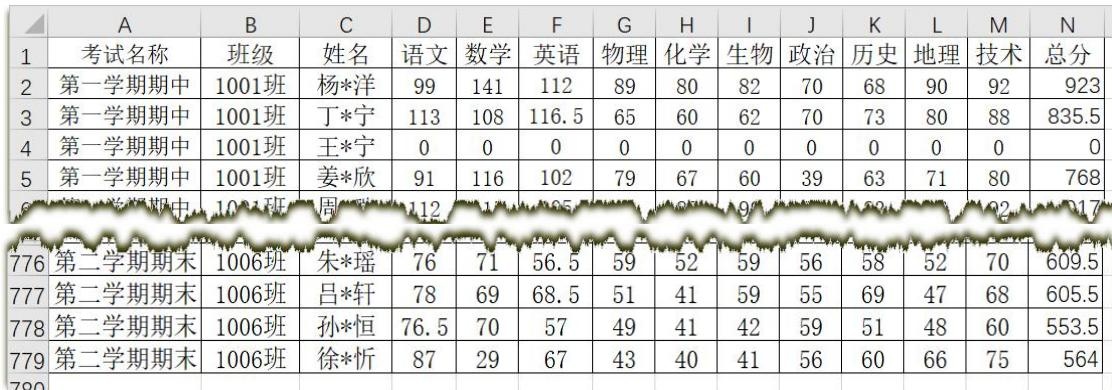 A B C D E F G H I J K L M N
1 考试名称 班级 姓名 语文 数学 英语 物理 化学 生物 政治 历史 地理 技术 总分
2 第一学期期中 1001班 杨*洋 99 141 112 89 80 82 70 68 90 92 923
3 第一学期期中 1001班 丁*宁 113 108 116.5 65 60 62 70 73 80 88 835.5
4 第一学期期中 1001班 王*宁 0 0 0 0 0 0 0 0 0 0 0
5 第一学期期中 1001班 姜*欣 91 116 102 79 67 60 39 63 71 80 768
112
776 第二学期期末 1006班 朱*瑶 76 71 56.5 59 52 59 56 58 52 70 609.5
777 第二学期期末 1006班 吕*轩 78 69 68.5 51 41 59 55 69 47 68 605.5
778 第二学期期末 1006班 孙*恒 76.5 70 57 49 41 42 59 51 48 60 553.5
779 第二学期期末 1006班 徐*忻 87 29 67 43 40 41 56 60 66 75 564